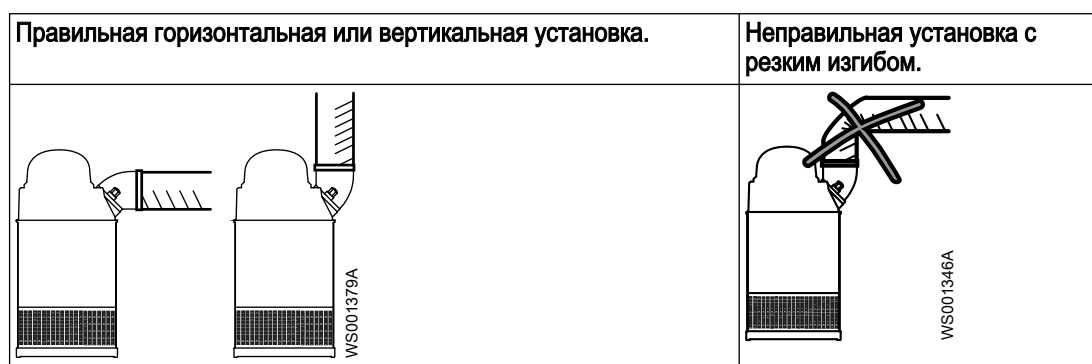 Правильная горизонтальная или вертикальная установка.
Неправильная установка с
резким изгибом.
WS001379A
WS001346A